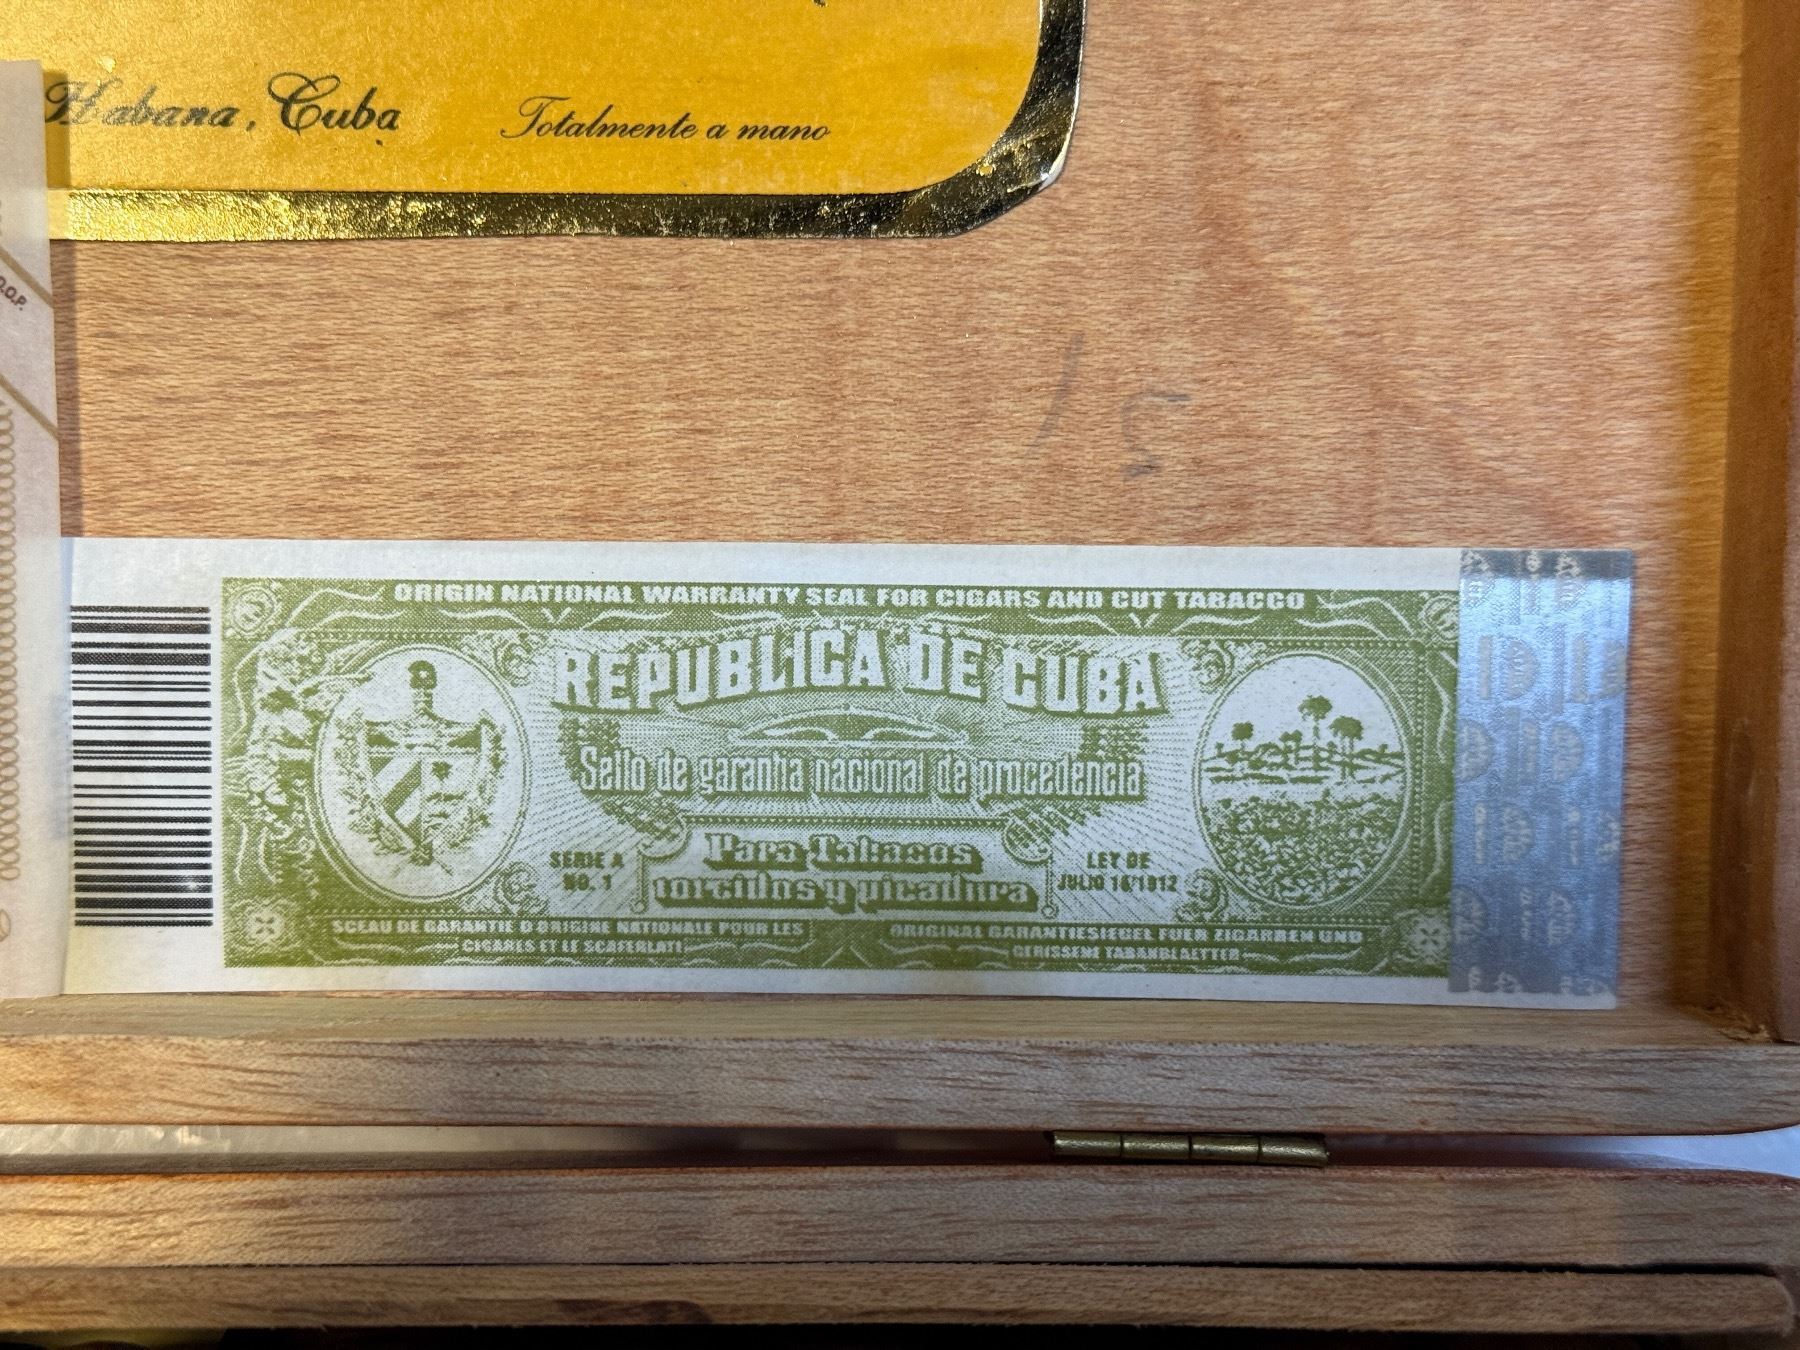 Habana, Cuba
Totalmente a mano
O.P.
ORIGIN NATIONAL WARRANTY SEAL FOR CIGARS AND CUT TABACCO
REPUBLICA DE CUBA
Sello de garantia nacional de procedencia
SERIE A
NO. 1
Para Tabacos
torcidos y picadura
LEY DE
JULIO 16/1912
SCEAU DE GARANTIE D ORIGINE NATIONALE POUR LES
CIGARES ET LE SCAFERLATI
ORIGINAL GARANTIESIEGEL FUER ZIGARREN UND
GERISSENE TABAKBLAETTER